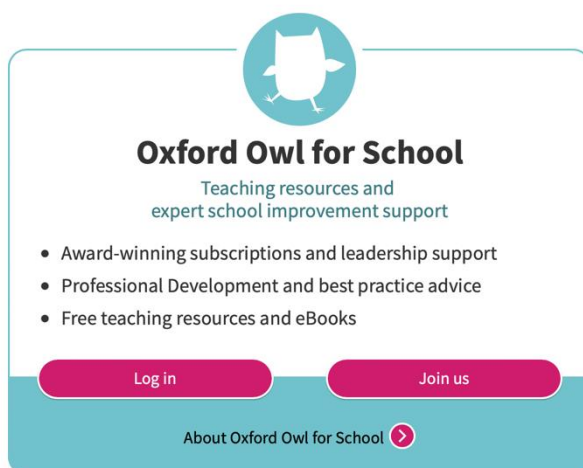 Oxford Owl for School
Teaching resources and
expert school improvement support
• Award-winning subscriptions and leadership support
• Professional Development and best practice advice
• Free teaching resources and eBooks
Log in
Join us
About Oxford Owl for School